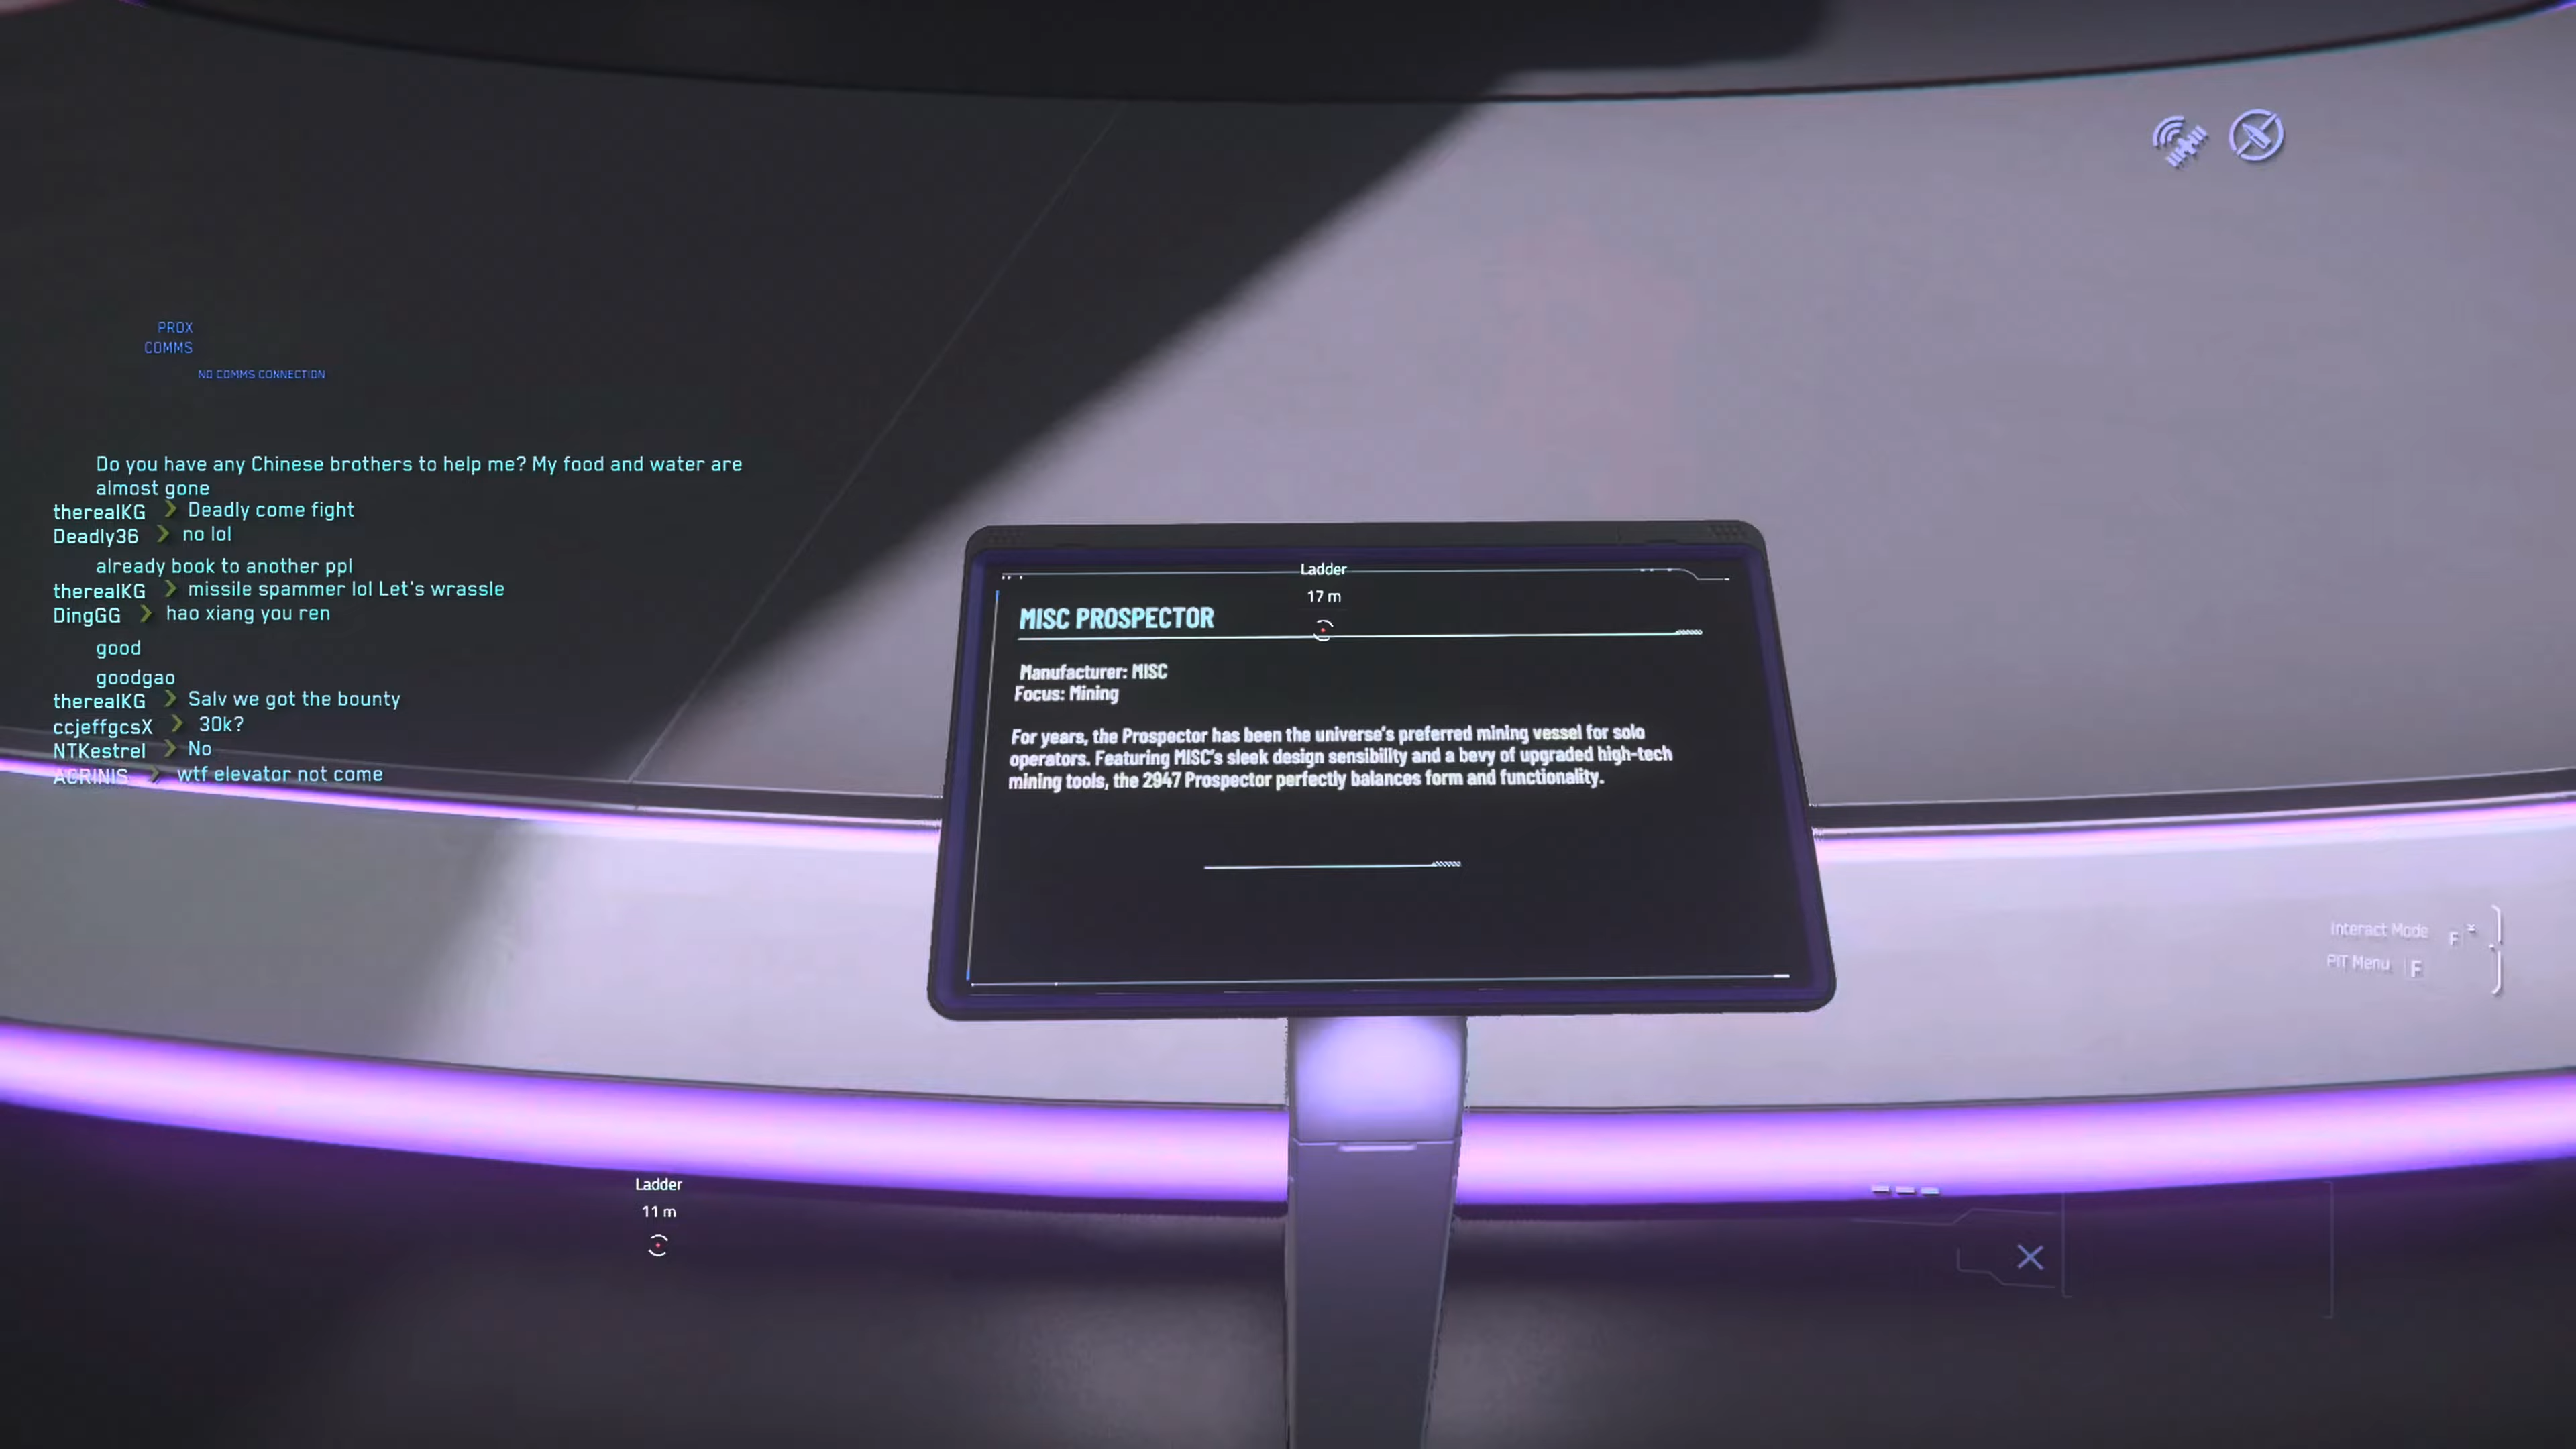 PROX
COMMS
NO COMMS CONNECTION
Do you have any Chinese brothers to help me? My food and water are
almost gone
therealKG > Deadly come fight
Deadly36 > no lol
already book to another ppl
therealKG > missile spammer lol Let's wrassle
DingGG > hao xiang you ren
good
goodgao
therealKG > Salv we got the bounty
ccjeffgcsX > 30k?
NTKestrel > No
ACRINIS > wtf elevator not come
Ladder
17 m
MISC PROSPECTOR
Manufacturer: MISC
Focus: Mining
For years, the Prospector has been the universe's preferred mining vessel for solo
operators. Featuring MISC's sleek design sensibility and a bevy of upgraded high-tech
mining tools, the 2947 Prospector perfectly balances form and functionality.
Interact Mode F
PIT Menu F
Ladder
11 m